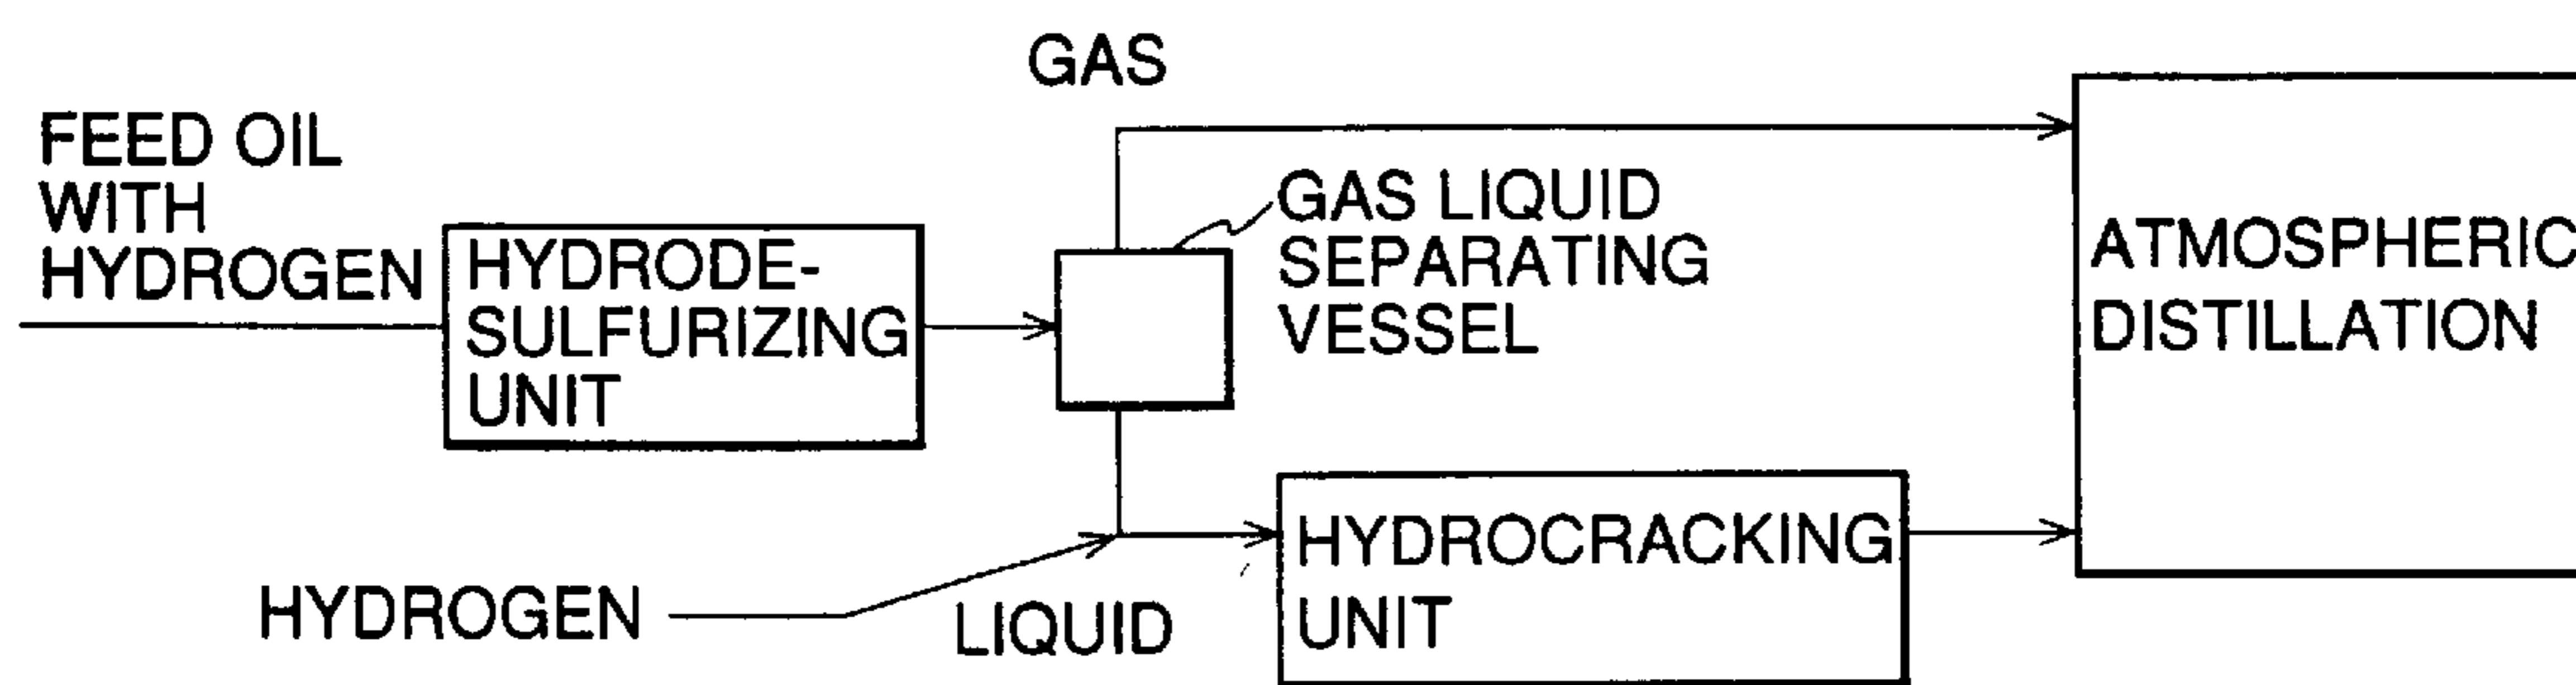 GAS
FEED OIL
WITH
HYDROGEN
HYDRODE-
SULFURIZING
UNIT
GAS LIQUID
SEPARATING
VESSEL
ATMOSPHERIC
DISTILLATION
HYDROGEN
LIQUID
HYDROCRACKING
UNIT